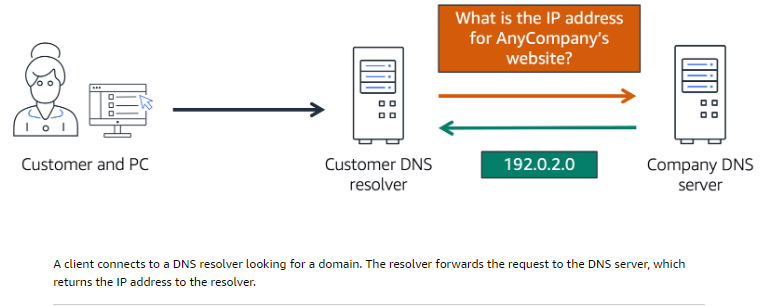 What is the IP address
for AnyCompany's
website?
192.0.2.0
Customer and PC
Customer DNS
resolver
Company DNS
server
A client connects to a DNS resolver looking for a domain. The resolver forwards the request to the DNS server, which
returns the IP address to the resolver.